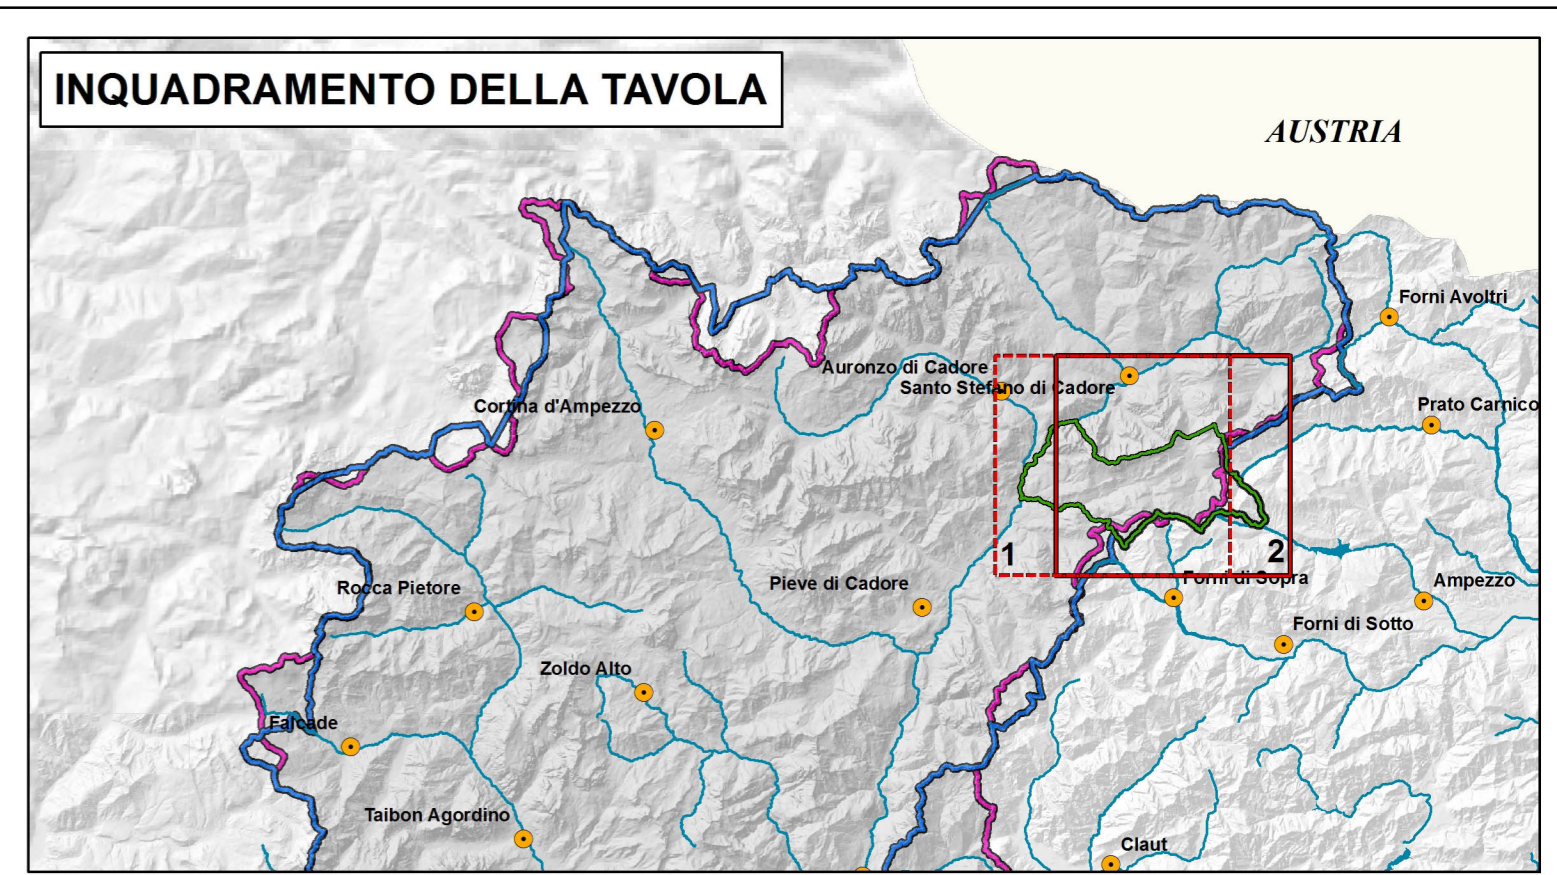 INQUADRAMENTO DELLA TAVOLA
AUSTRIA
Forni Avoltri
Auronzo di Cadore
Santo Stefano di Cadore
Cortina d'Ampezzo
Prato Carnico
1
2
Rocca Pietore
Pieve di Cadore
Forni di Sopra
Ampezzo
Forni di Sotto
Zoldo Alto
Falcade
Taibon Agordino
Claut